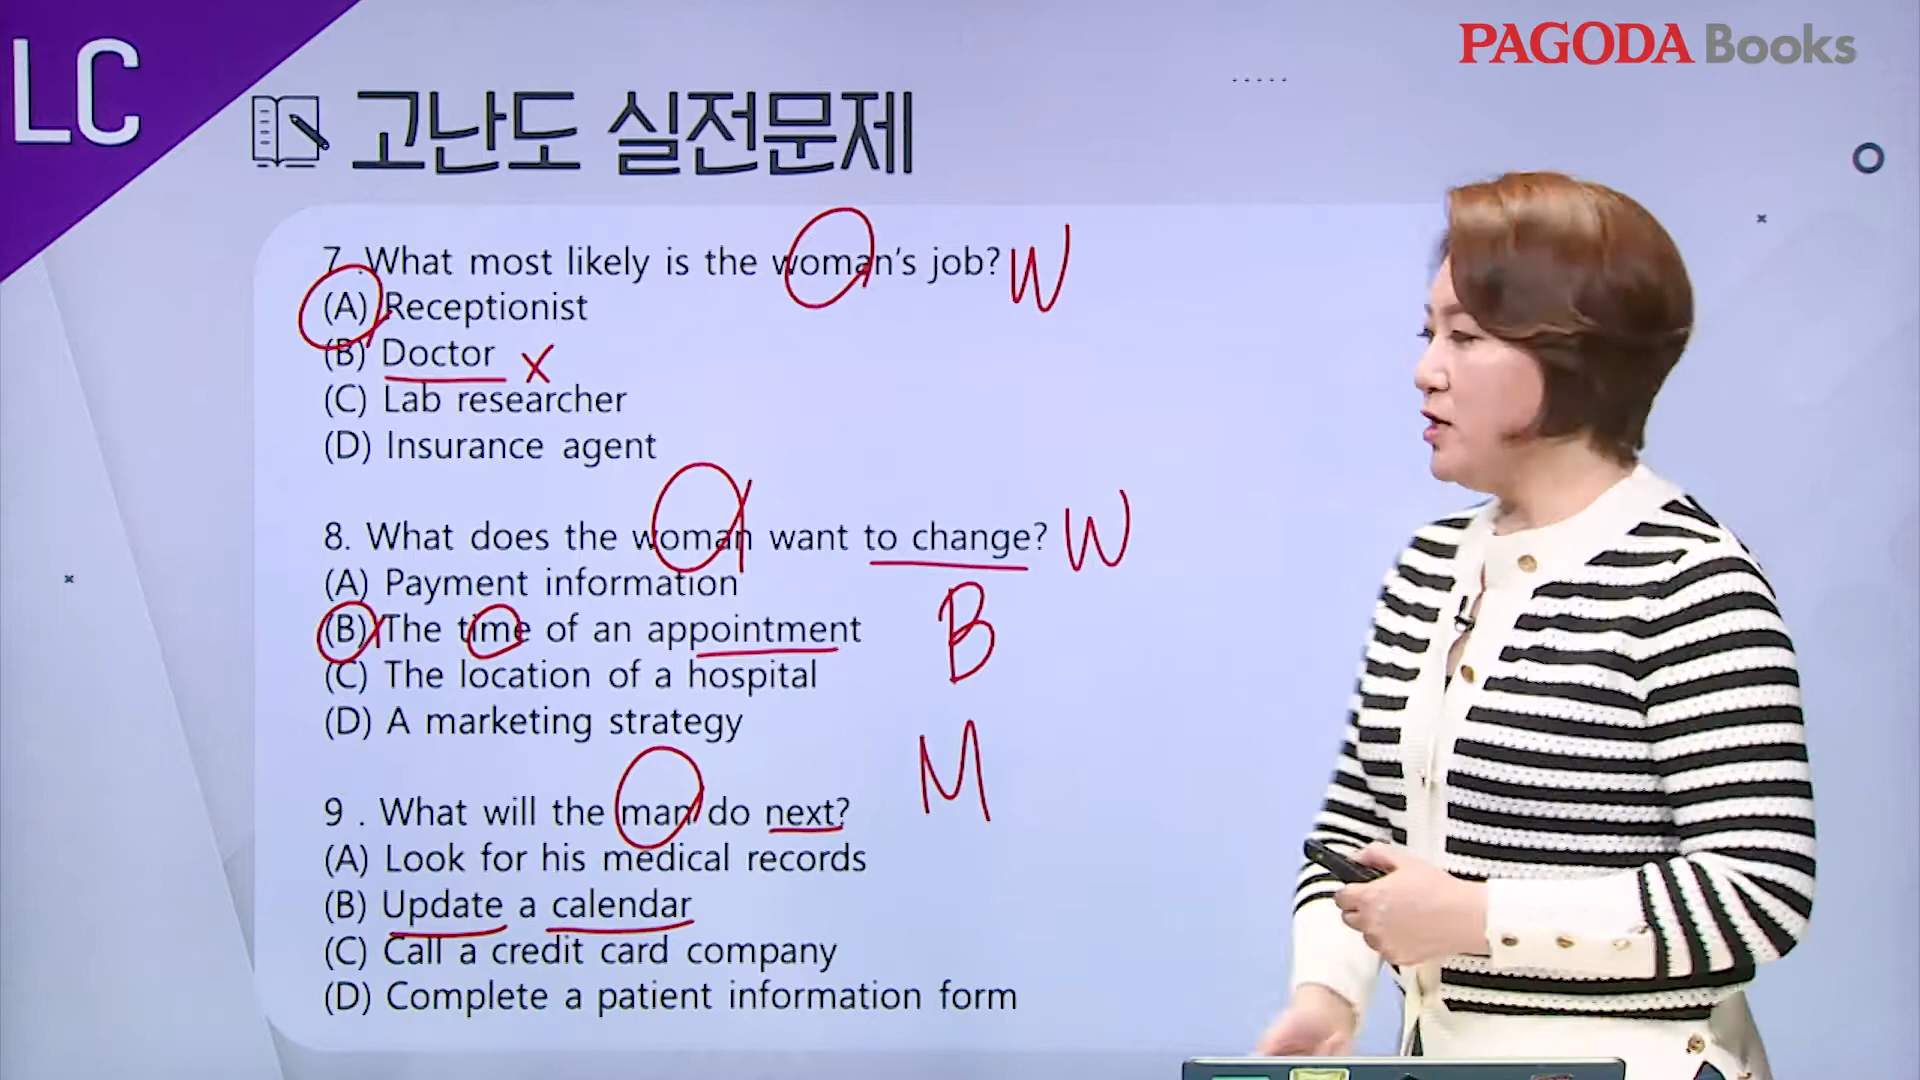 LC
PAGODA Books
고난도 실전문제
7 .What most likely is the woman's job? W
(A) Receptionist
(B) Doctor X
(C) Lab researcher
(D) Insurance agent
8. What does the woman want to change? W
(A) Payment information
(B) The time of an appointment B
(C) The location of a hospital
(D) A marketing strategy
M
9 . What will the man do next?
(A) Look for his medical records
(B) Update a calendar
(C) Call a credit card company
(D) Complete a patient information form